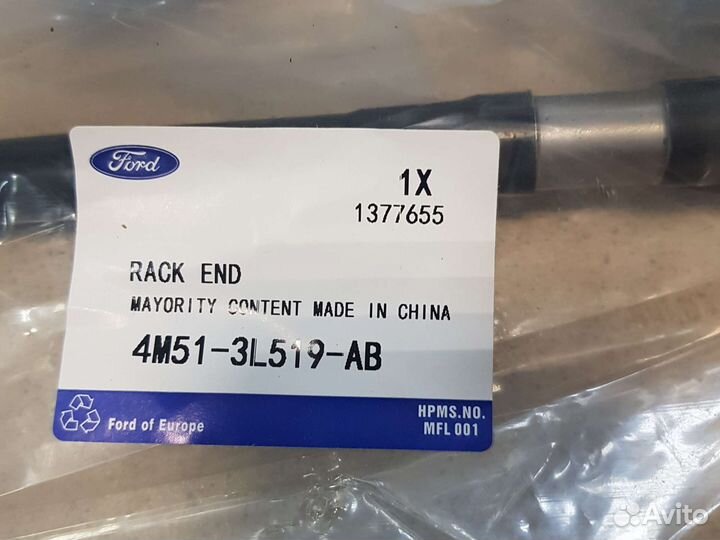 Ford
1X
1377655
RACK END
MAYORITY CONTENT MADE IN CHINA
4M51-3L519-AB
Ford of Europe
HPMS.NO.
MFL 001
Avito